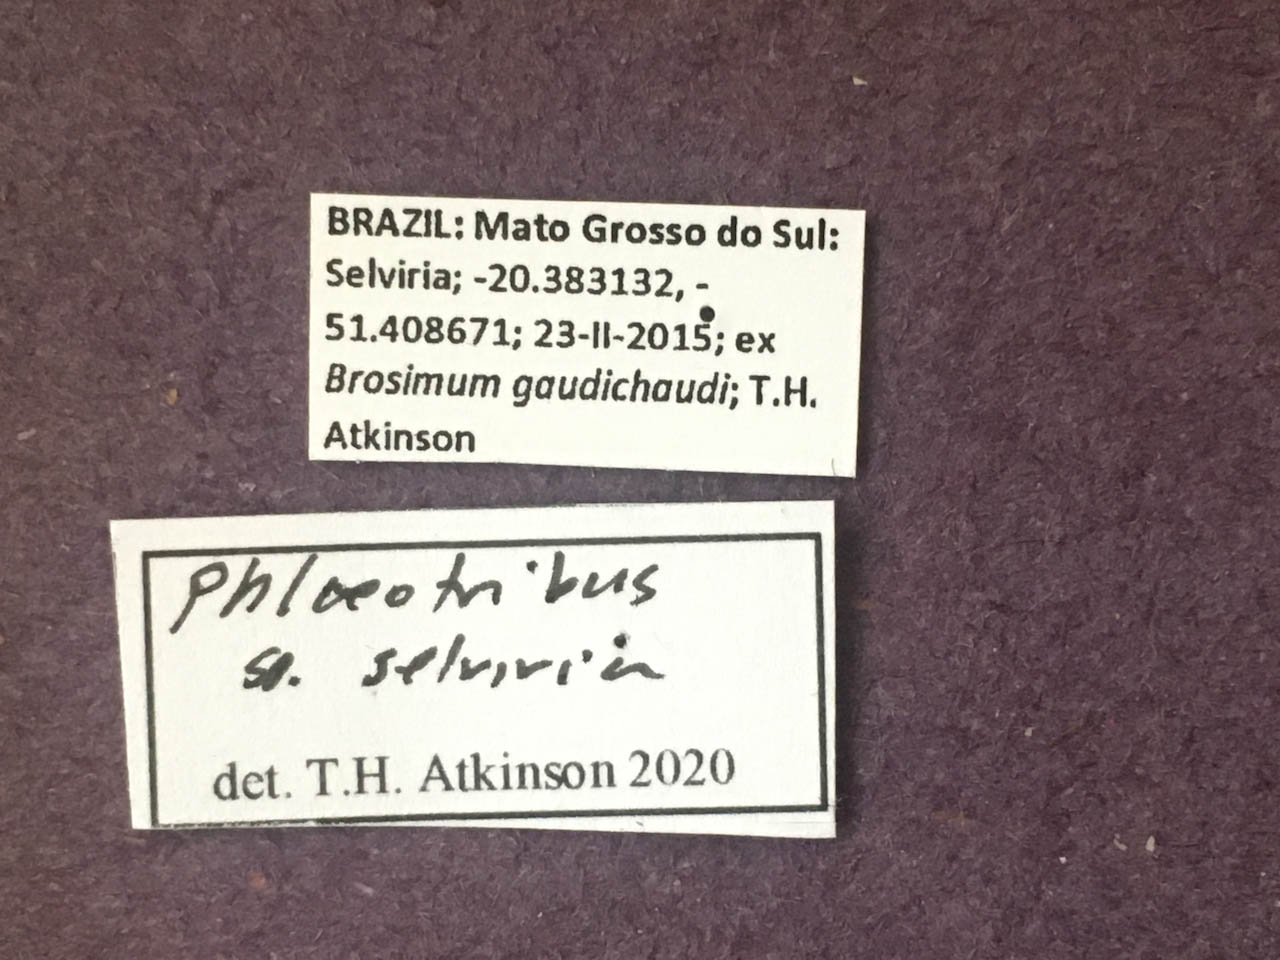 BRAZIL: Mato Grosso do Sul:
Selviria; -20.383132, -
51.408671; 23-II-2015; ex
Brosimum gaudichaudi; T.H.
Atkinson
Phloeotribus
sp. selviria
det. T.H. Atkinson 2020